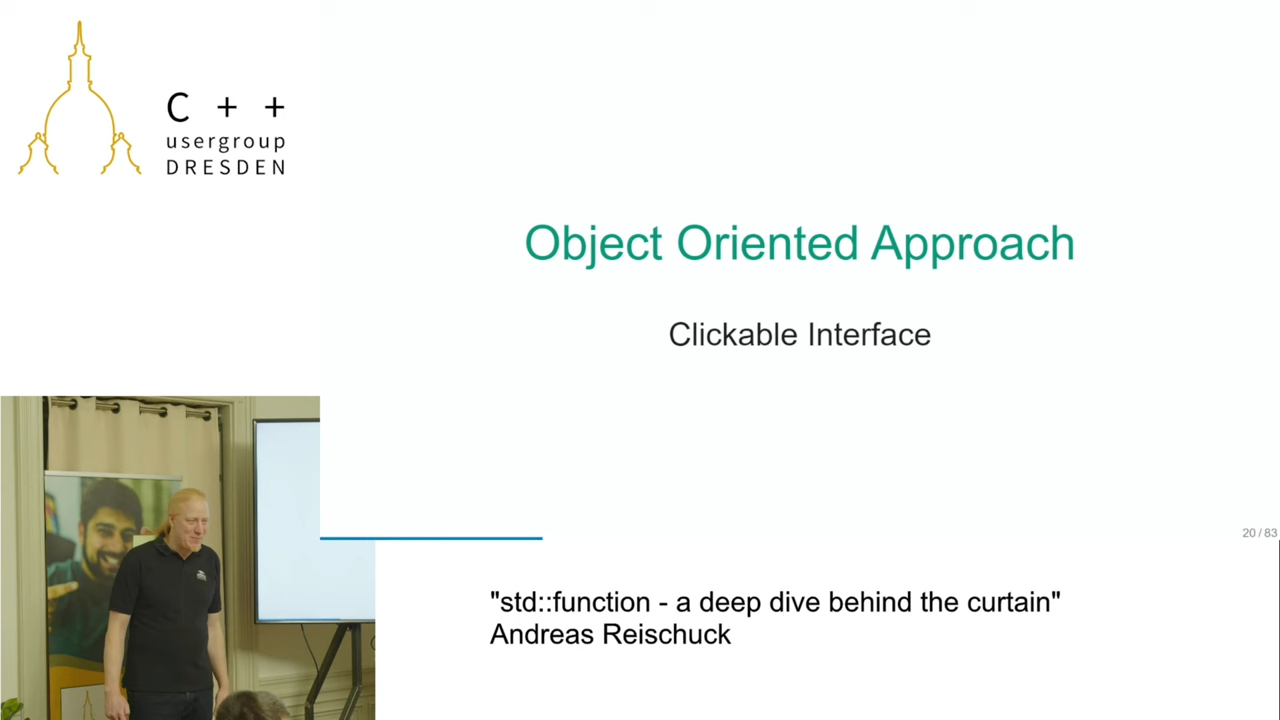 C + +
usergroup
DRESDEN
Object Oriented Approach
Clickable Interface
20 / 83
"std::function - a deep dive behind the curtain"
Andreas Reischuck